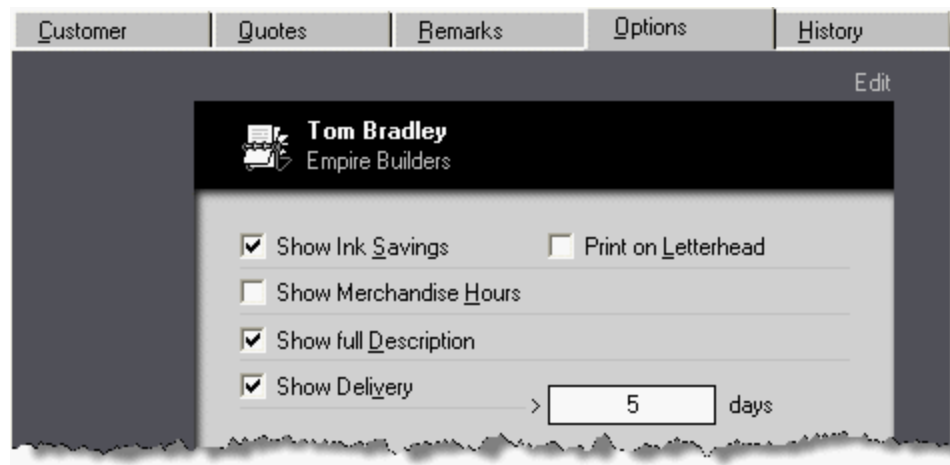 Customer Quotes Remarks Options History
Edit
Tom Bradley
Empire Builders
Show Ink Savings Print on Letterhead
Show Merchandise Hours
Show full Description
Show Delivery
> 5 days